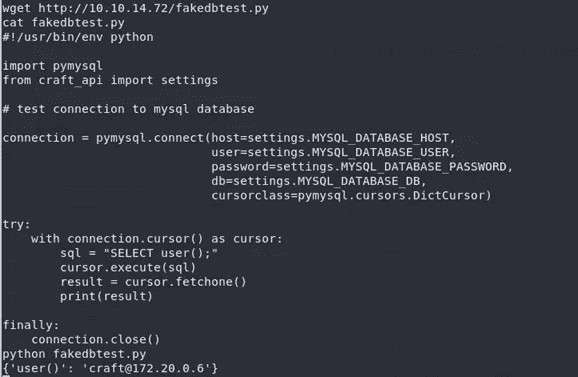 wget http://10.10.14.72/fakedbtest.py
cat fakedbtest.py
#!/usr/bin/env python

import pymysql
from craft_api import settings

# test connection to mysql database

connection = pymysql.connect(host=settings.MYSQL_DATABASE_HOST,
                             user=settings.MYSQL_DATABASE_USER,
                             password=settings.MYSQL_DATABASE_PASSWORD,
                             db=settings.MYSQL_DATABASE_DB,
                             cursorclass=pymysql.cursors.DictCursor)

try:
    with connection.cursor() as cursor:
        sql = "SELECT user();"
        cursor.execute(sql)
        result = cursor.fetchone()
        print(result)

finally:
    connection.close()
python fakedbtest.py
{'user()': 'craft@172.20.0.6'}